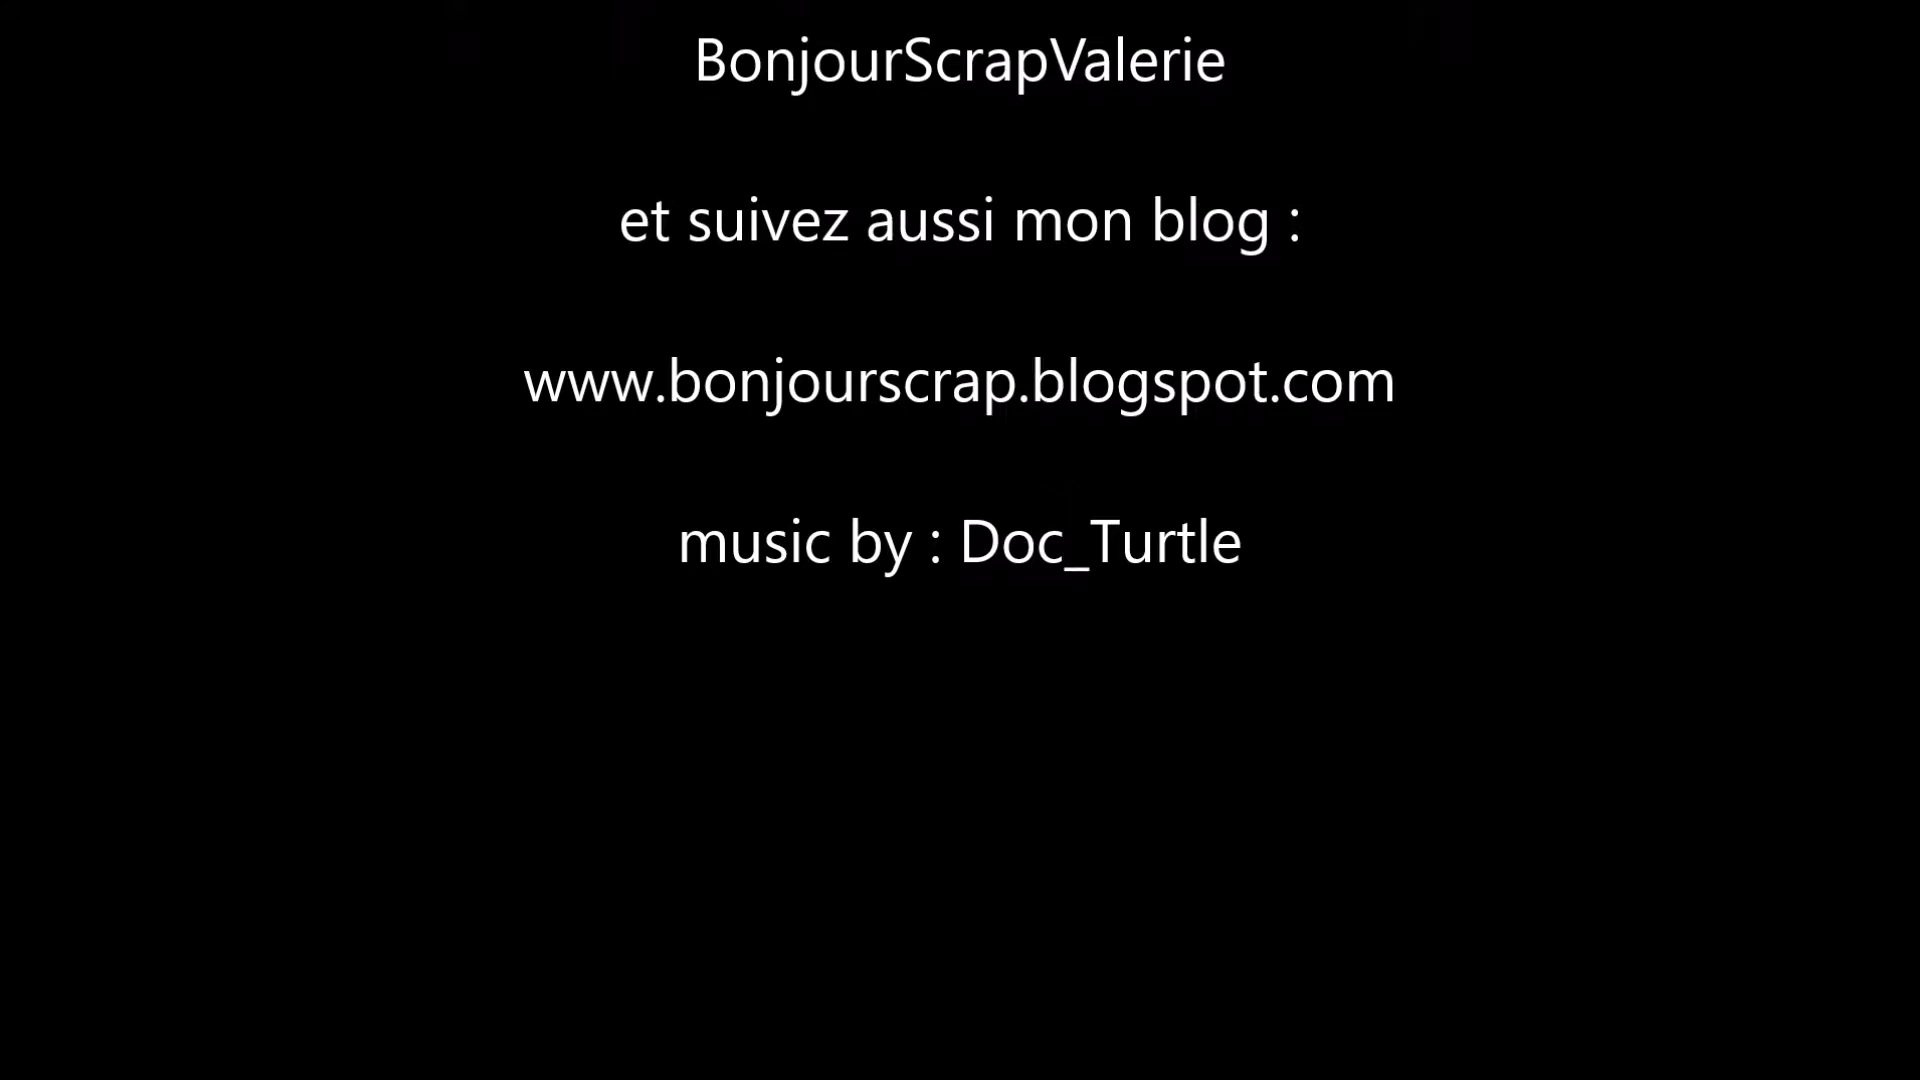 BonjourScrapValerie
et suivez aussi mon blog :
www.bonjourscrap.blogspot.com
music by : Doc_Turtle